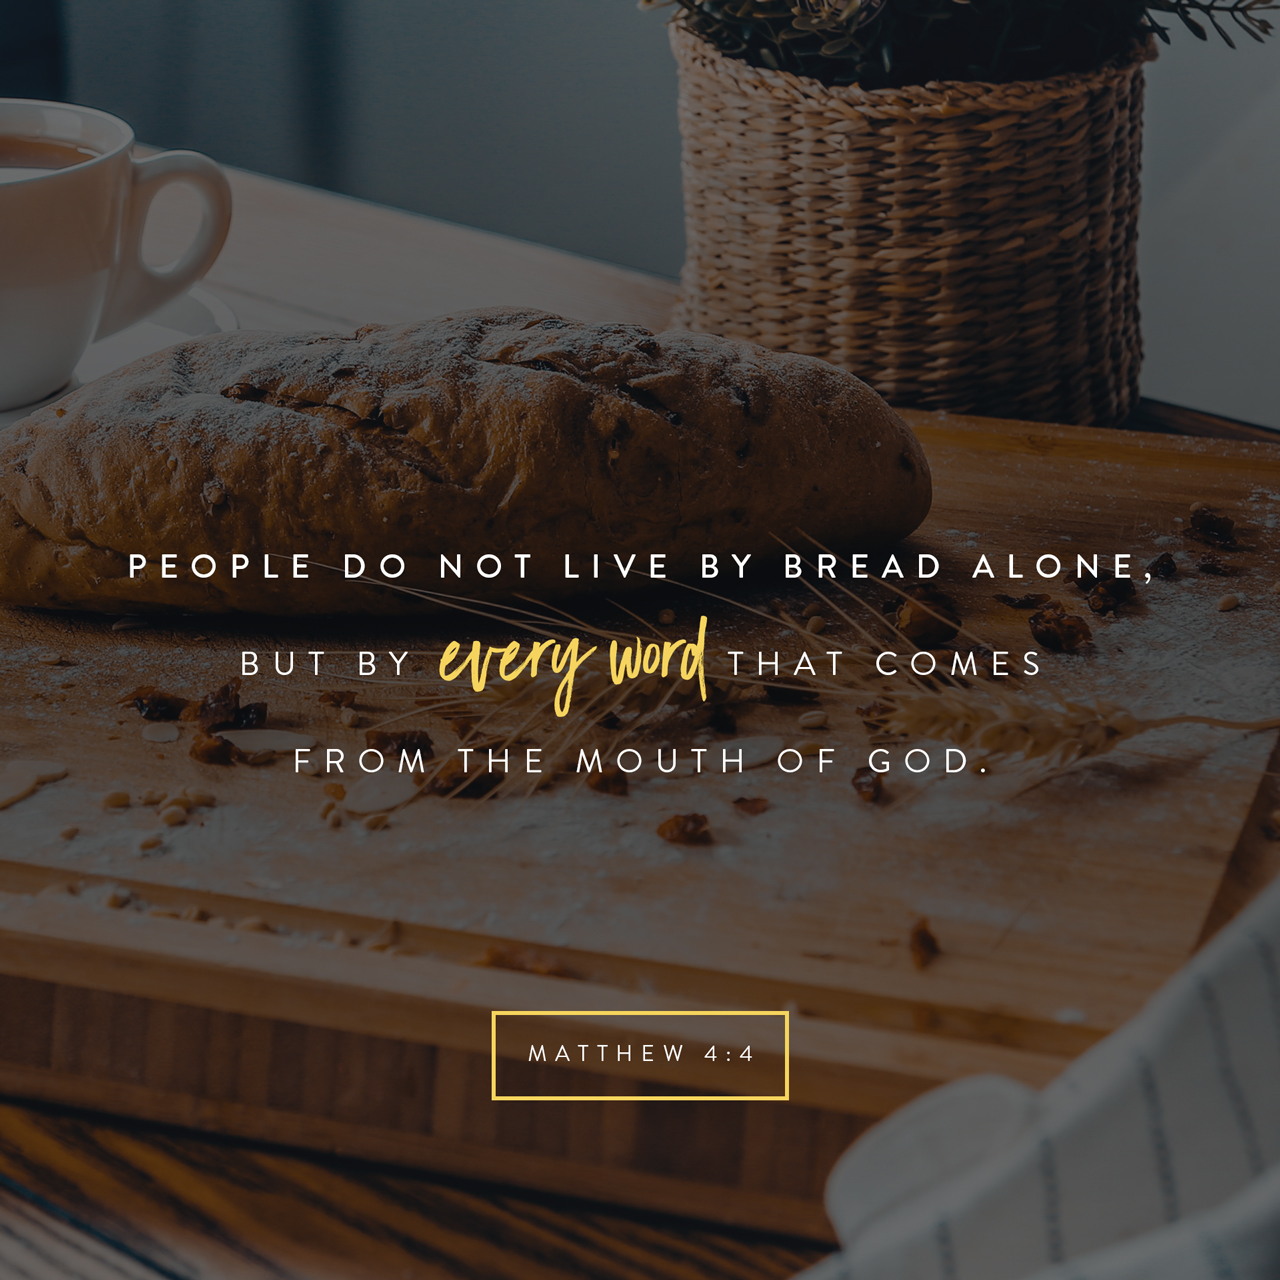 PEOPLE DO NOT LIVE BY BREAD ALONE,
BUT BY every word THAT COMES
FROM THE MOUTH OF GOD.
MATTHEW 4:4